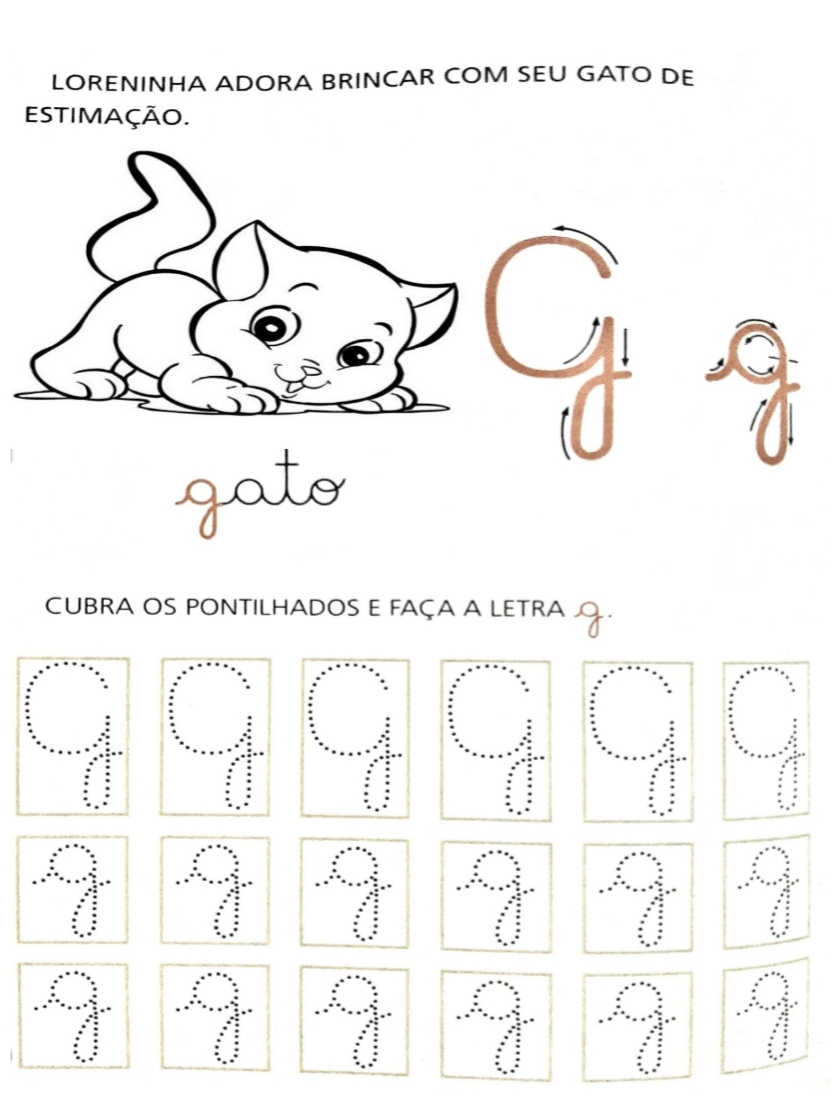 LORENINHA ADORA BRINCAR COM SEU GATO DE
ESTIMAÇÃO.
G g
gato
CUBRA OS PONTILHADOS E FAÇA A LETRA g.
G G G G G G
g g g g g g
g g g g g g